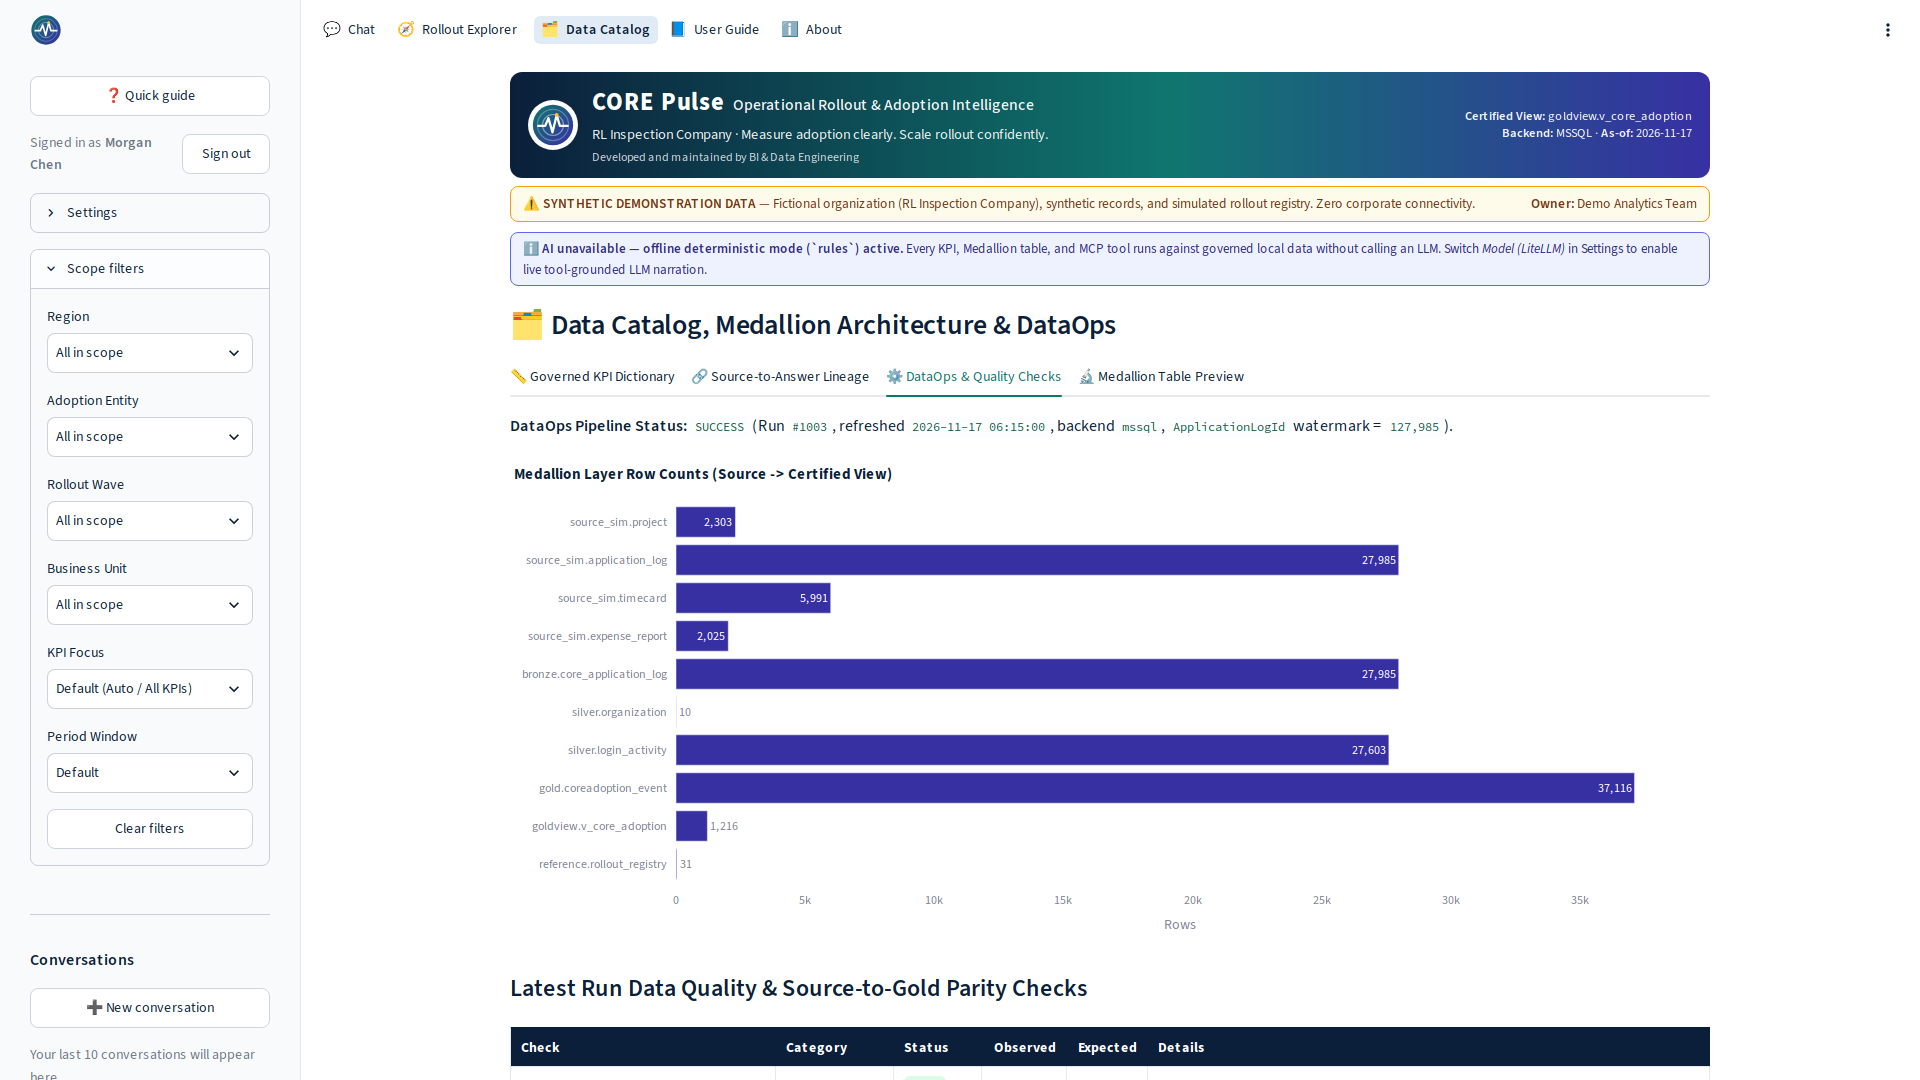 Chat
Rollout Explorer
Data Catalog
User Guide
About
Quick guide
Signed in as Morgan
Chen
Sign out
Settings
Scope filters
Region
All in scope
Adoption Entity
All in scope
Rollout Wave
All in scope
Business Unit
All in scope
KPI Focus
Default (Auto / All KPIs)
Period Window
Default
Clear filters
Conversations
New conversation
Your last 10 conversations will appear
here.
CORE Pulse Operational Rollout & Adoption Intelligence
RL Inspection Company · Measure adoption clearly. Scale rollout confidently.
Developed and maintained by BI & Data Engineering
Certified View: goldview.v_core_adoption
Backend: MSSQL · As-of: 2026-11-17
SYNTHETIC DEMONSTRATION DATA — Fictional organization (RL Inspection Company), synthetic records, and simulated rollout registry. Zero corporate connectivity.
Owner: Demo Analytics Team
AI unavailable — offline deterministic mode (`rules`) active. Every KPI, Medallion table, and MCP tool runs against governed local data without calling an LLM. Switch Model (LiteLLM) in Settings to enable
live tool-grounded LLM narration.
Data Catalog, Medallion Architecture & DataOps
Governed KPI Dictionary
Source-to-Answer Lineage
DataOps & Quality Checks
Medallion Table Preview
DataOps Pipeline Status: SUCCESS (Run #1003 , refreshed 2026-11-17 06:15:00 , backend mssql , ApplicationLogId watermark = 127,985 ).
Medallion Layer Row Counts (Source -> Certified View)
source_sim.project 2,303
source_sim.application_log 27,985
source_sim.timecard 5,991
source_sim.expense_report 2,025
bronze.core_application_log 27,985
silver.organization 10
silver.login_activity 27,603
gold.coreadoption_event 37,116
goldview.v_core_adoption 1,216
reference.rollout_registry 31
0 5k 10k 15k 20k 25k 30k 35k
Rows
Latest Run Data Quality & Source-to-Gold Parity Checks
Check Category Status Observed Expected Details